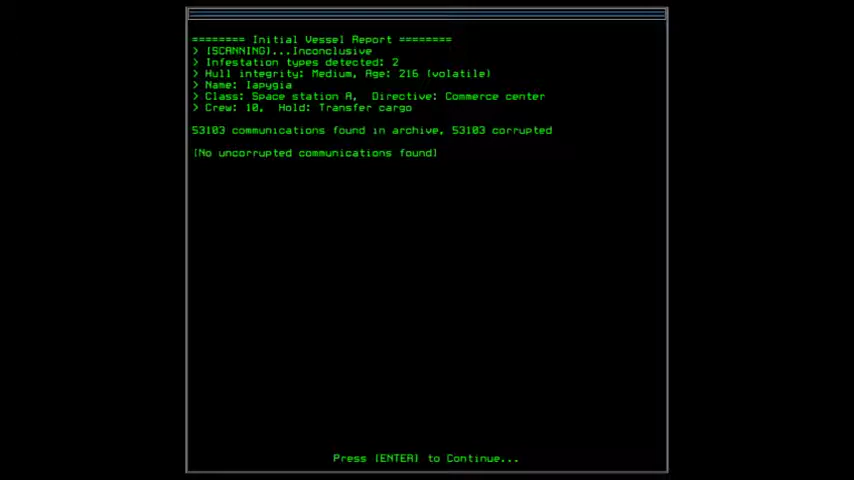 ======== Initial Vessel Report ========
> [SCANNING]...Inconclusive
> Infestation types detected: 2
> Hull integrity: Medium, Age: 216 (volatile)
> Name: Iapygia
> Class: Space station A,  Directive: Commerce center
> Crew: 10,  Hold: Transfer cargo
53103 communications found in archive, 53103 corrupted
[No uncorrupted communications found]
Press [ENTER] to Continue...